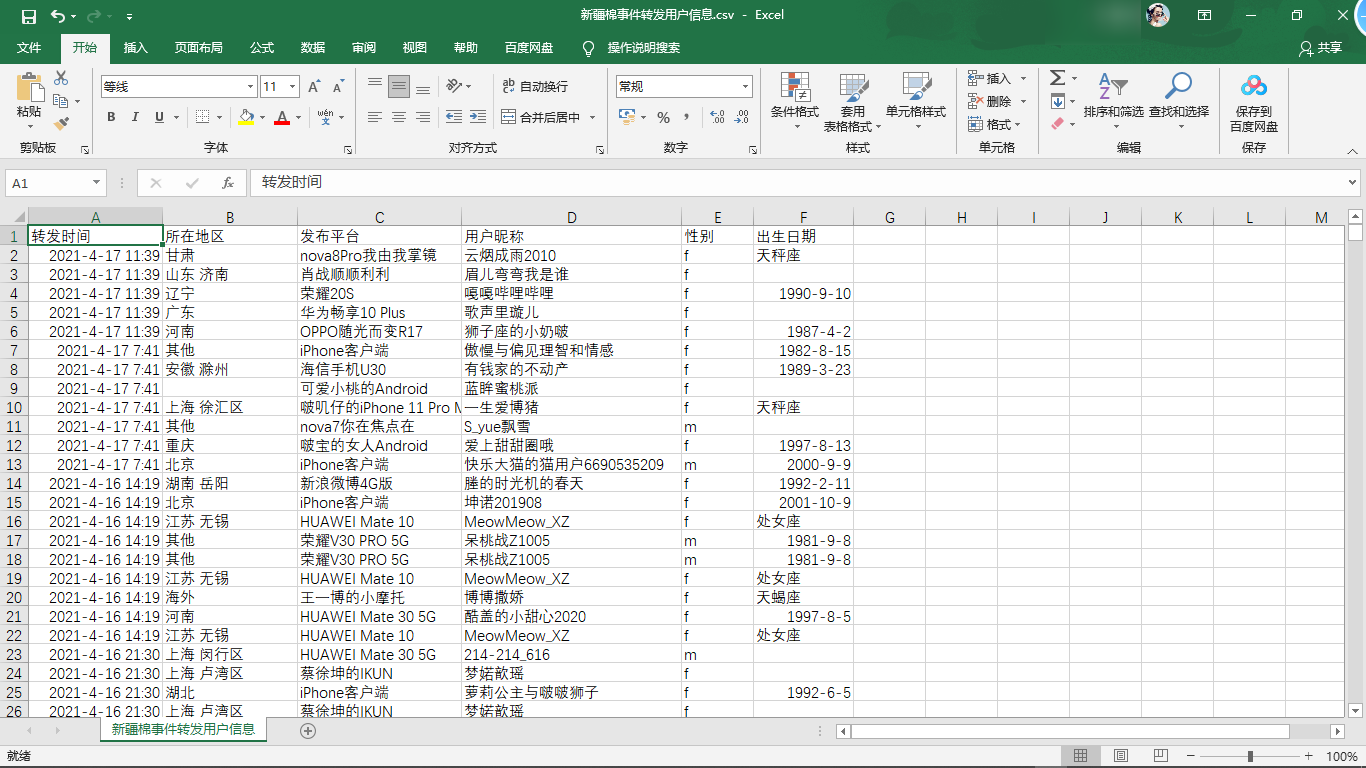 新疆棉事件转发用户信息.csv - Excel
文件 开始 插入 页面布局 公式 数据 审阅 视图 帮助 百度网盘 操作说明搜索 共享
等线 11 自动换行 常规 插入
粘贴 B I U 合并后居中 % 条件格式 套用 表格格式 单元格样式 删除 排序和筛选 查找和选择 保存到 百度网盘
格式
剪贴板 字体 对齐方式 数字 样式 单元格 编辑 保存
A1 fx 转发时间
A B C D E F G H I J K L M
1 转发时间 所在地区 发布平台 用户昵称 性别 出生日期
2 2021-4-17 11:39 甘肃 nova8Pro我由我掌镜 云烟成雨2010 f 天秤座
3 2021-4-17 11:39 山东 济南 肖战顺顺利利 眉儿弯弯我是谁 f
4 2021-4-17 11:39 辽宁 荣耀20S 嘎嘎哔哩哔哩 f 1990-9-10
5 2021-4-17 11:39 广东 华为畅享10 Plus 歌声里璇儿 f
6 2021-4-17 11:39 河南 OPPO随光而变R17 狮子座的小奶啵 f 1987-4-2
7 2021-4-17 7:41 其他 iPhone客户端 傲慢与偏见理智和情感 f 1982-8-15
8 2021-4-17 7:41 安徽 滁州 海信手机U30 有钱家的不动产 f 1989-3-23
9 2021-4-17 7:41 可爱小桃的Android 蓝眸蜜桃派 f
10 2021-4-17 7:41 上海 徐汇区 啵叽仔的iPhone 11 Pro M 一生爱博猪 f 天秤座
11 2021-4-17 7:41 其他 nova7你在焦点在 S_yue飘雪 m
12 2021-4-17 7:41 重庆 啵宝的女人Android 爱上甜甜圈哦 f 1997-8-13
13 2021-4-17 7:41 北京 iPhone客户端 快乐大猫的猫用户6690535209 m 2000-9-9
14 2021-4-16 14:19 湖南 岳阳 新浪微博4G版 的时光机的春天 f 1992-2-11
15 2021-4-16 14:19 北京 iPhone客户端 坤诺201908 f 2001-10-9
16 2021-4-16 14:19 江苏 无锡 HUAWEI Mate 10 MeowMeow_XZ f 处女座
17 2021-4-16 14:19 其他 荣耀V30 PRO 5G 呆桃战Z1005 m 1981-9-8
18 2021-4-16 14:19 其他 荣耀V30 PRO 5G 呆桃战Z1005 m 1981-9-8
19 2021-4-16 14:19 江苏 无锡 HUAWEI Mate 10 MeowMeow_XZ f 处女座
20 2021-4-16 14:19 海外 王一博的小摩托 博博撒娇 f 天蝎座
21 2021-4-16 14:19 河南 HUAWEI Mate 30 5G 酷盖的小甜心2020 f 1997-8-5
22 2021-4-16 14:19 江苏 无锡 HUAWEI Mate 10 MeowMeow_XZ f 处女座
23 2021-4-16 21:30 上海 闵行区 HUAWEI Mate 30 5G 214-214_616 m
24 2021-4-16 21:30 上海 卢湾区 蔡徐坤的IKUN 梦婼歆瑶 f
25 2021-4-16 21:30 湖北 iPhone客户端 萝莉公主与啵啵狮子 f 1992-6-5
26 2021-4-16 21:30 上海 卢湾区 蔡徐坤的IKUN 梦婼歆瑶 f
新疆棉事件转发用户信息
就绪 100%